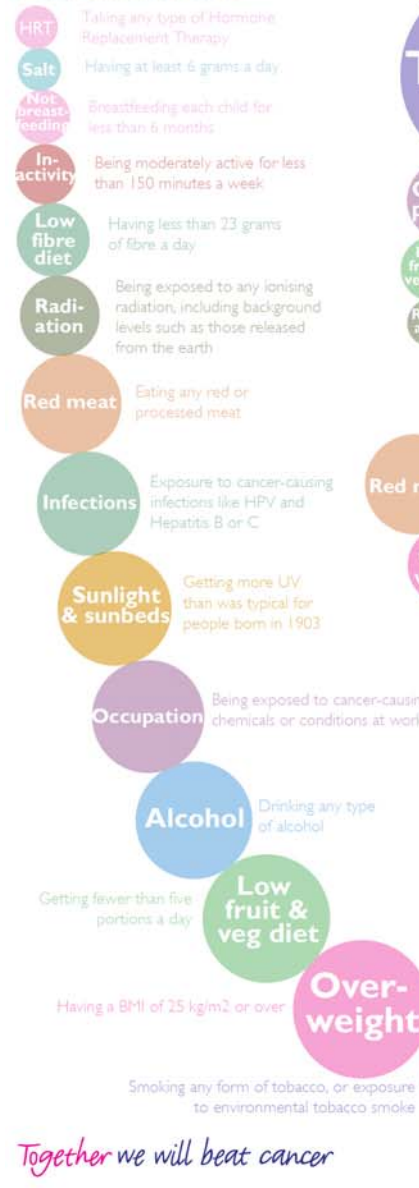 HRT
Taking any type of Hormone
Replacement Therapy
Salt
Having at least 6 grams a day
Not
breast-
feeding
Breastfeeding each child for
less than 6 months
In-
activity
Being moderately active for less
than 150 minutes a week
Low
fibre
diet
Having less than 23 grams
of fibre a day
Radi-
ation
Being exposed to any ionising
radiation, including background
levels such as those released
from the earth
Red meat
Eating any red or
processed meat
Red
Infections
Exposure to cancer-causing
infections like HPV and
Hepatitis B or C
Sunlight
& sunbeds
Getting more UV
than was typical for
people born in 1903
Occupation
Being exposed to cancer-causin
chemicals or conditions at work
Alcohol
Drinking any type
of alcohol
Getting fewer than five
portions a day
Low
fruit &
veg diet
Having a BMI of 25 kg/m2 or over
Over-
weight
Smoking any form of tobacco, or exposure
to environmental tobacco smoke
Together we will beat cancer